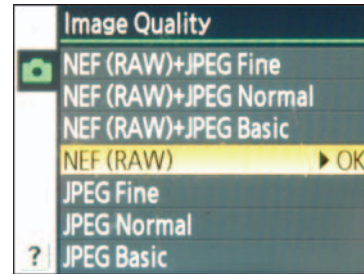 Image Quality
NEF (RAW)+JPEG Fine
NEF (RAW)+JPEG Normal
NEF (RAW)+JPEG Basic
NEF (RAW) OK
JPEG Fine
JPEG Normal
? JPEG Basic